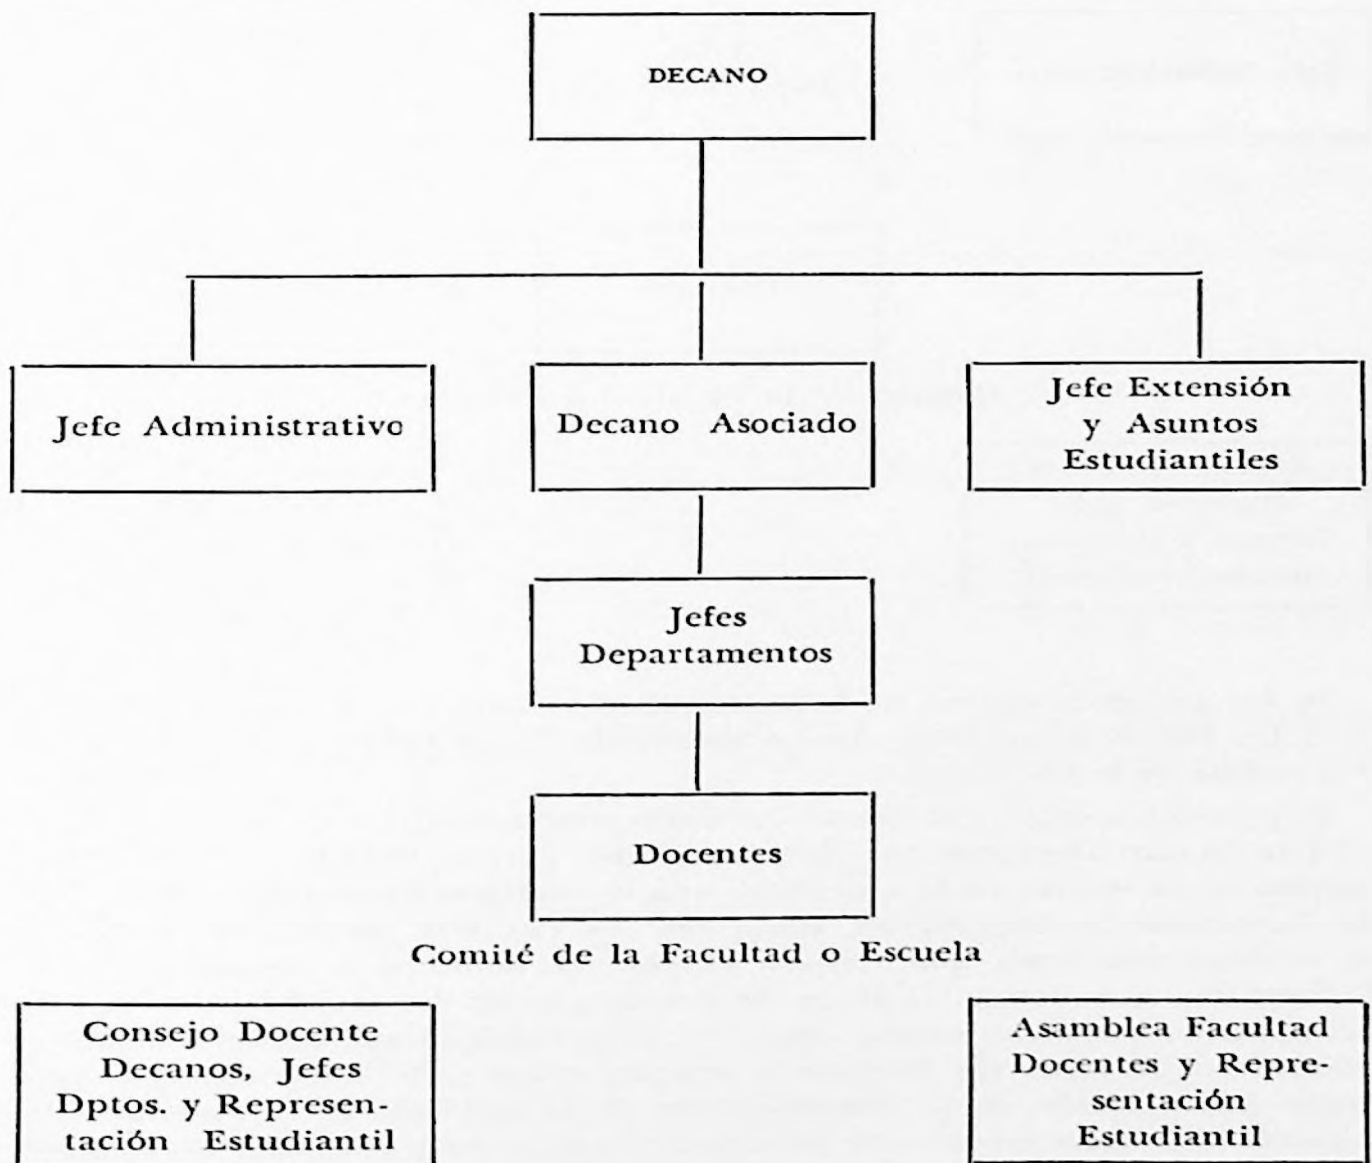 DECANO
Jefe Administrativo
Decano Asociado
Jefe Extensión
y Asuntos
Estudiantiles
Jefes
Departamentos
Docentes
Comité de la Facultad o Escuela
Consejo Docente
Decanos, Jefes
Dptos. y Represen-
tación Estudiantil
Asamblea Facultad
Docentes y Repre-
sentación
Estudiantil